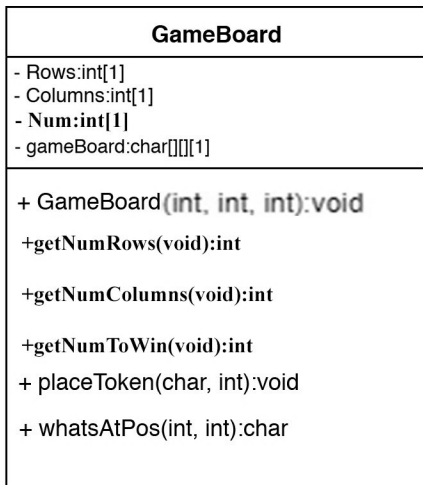 GameBoard
- Rows:int[1]
- Columns:int[1]
- Num:int[1]
- gameBoard:char[][][1]
+ GameBoard(int, int, int):void
+getNumRows(void):int
+getNumColumns(void):int
+getNumToWin(void):int
+ placeToken(char, int):void
+ whatsAtPos(int, int):char